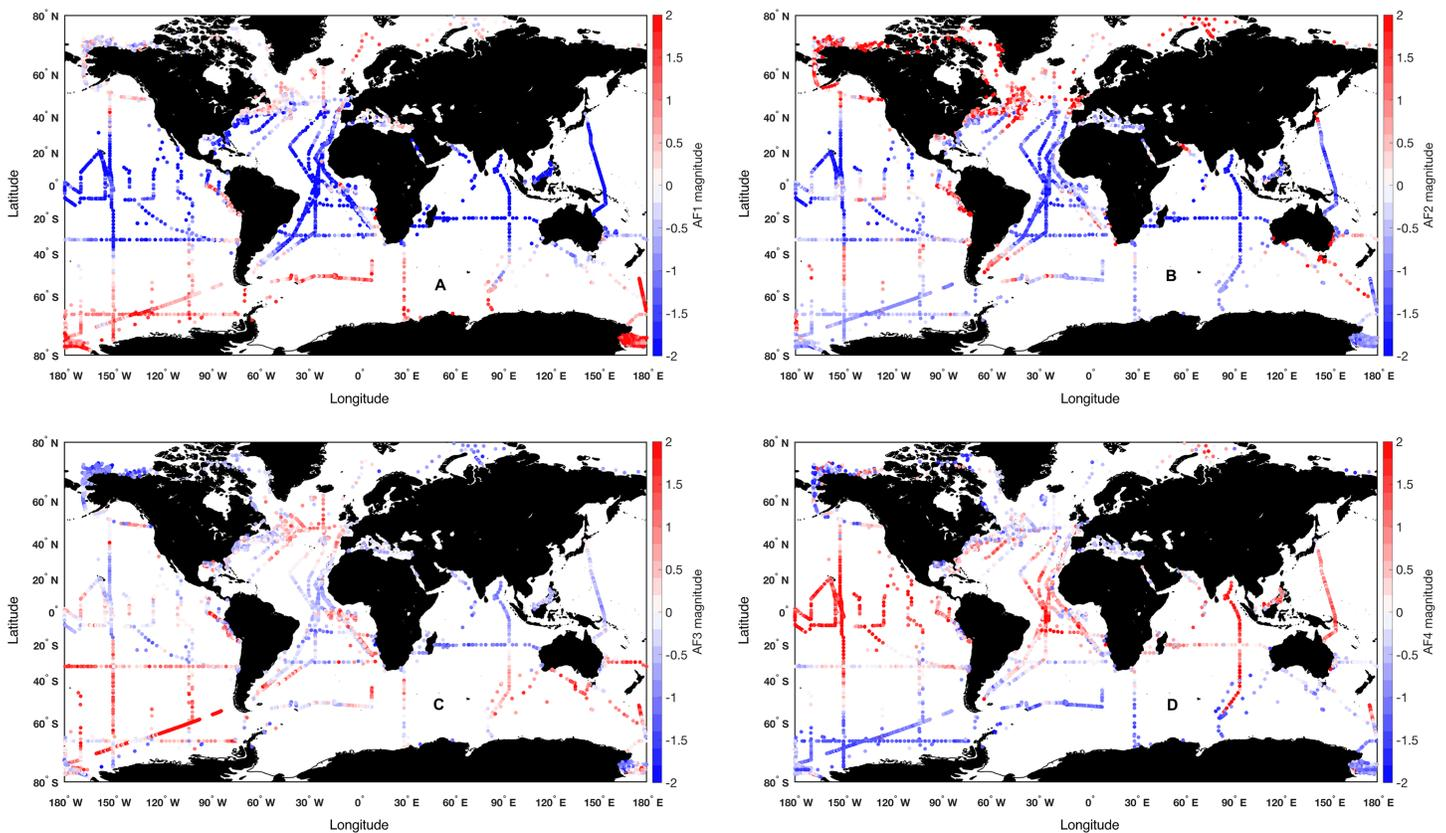 80° N
60° N
40° N
20° N
0°
20° S
40° S
60° S
80° S
Latitude
180° W 150° W 120° W 90° W 60° W 30° W 0° 30° E 60° E 90° E 120° E 150° E 180° E
Longitude
A
2
1.5
1
0.5
0
-0.5
-1
-1.5
-2
AF1 magnitude
80° N
60° N
40° N
20° N
0°
20° S
40° S
60° S
80° S
Latitude
180° W 150° W 120° W 90° W 60° W 30° W 0° 30° E 60° E 90° E 120° E 150° E 180° E
Longitude
B
2
1.5
1
0.5
0
-0.5
-1
-1.5
-2
AF2 magnitude
80° N
60° N
40° N
20° N
0°
20° S
40° S
60° S
80° S
Latitude
180° W 150° W 120° W 90° W 60° W 30° W 0° 30° E 60° E 90° E 120° E 150° E 180° E
Longitude
C
2
1.5
1
0.5
0
-0.5
-1
-1.5
-2
AF3 magnitude
80° N
60° N
40° N
20° N
0°
20° S
40° S
60° S
80° S
Latitude
180° W 150° W 120° W 90° W 60° W 30° W 0° 30° E 60° E 90° E 120° E 150° E 180° E
Longitude
D
2
1.5
1
0.5
0
-0.5
-1
-1.5
-2
AF4 magnitude